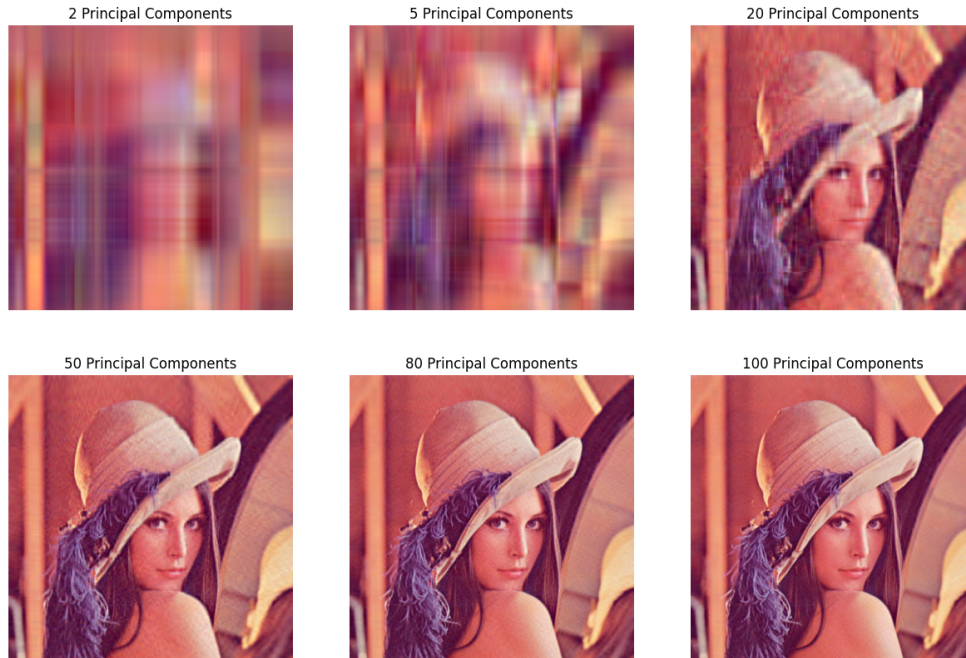 2 Principal Components
5 Principal Components
20 Principal Components
50 Principal Components
80 Principal Components
100 Principal Components